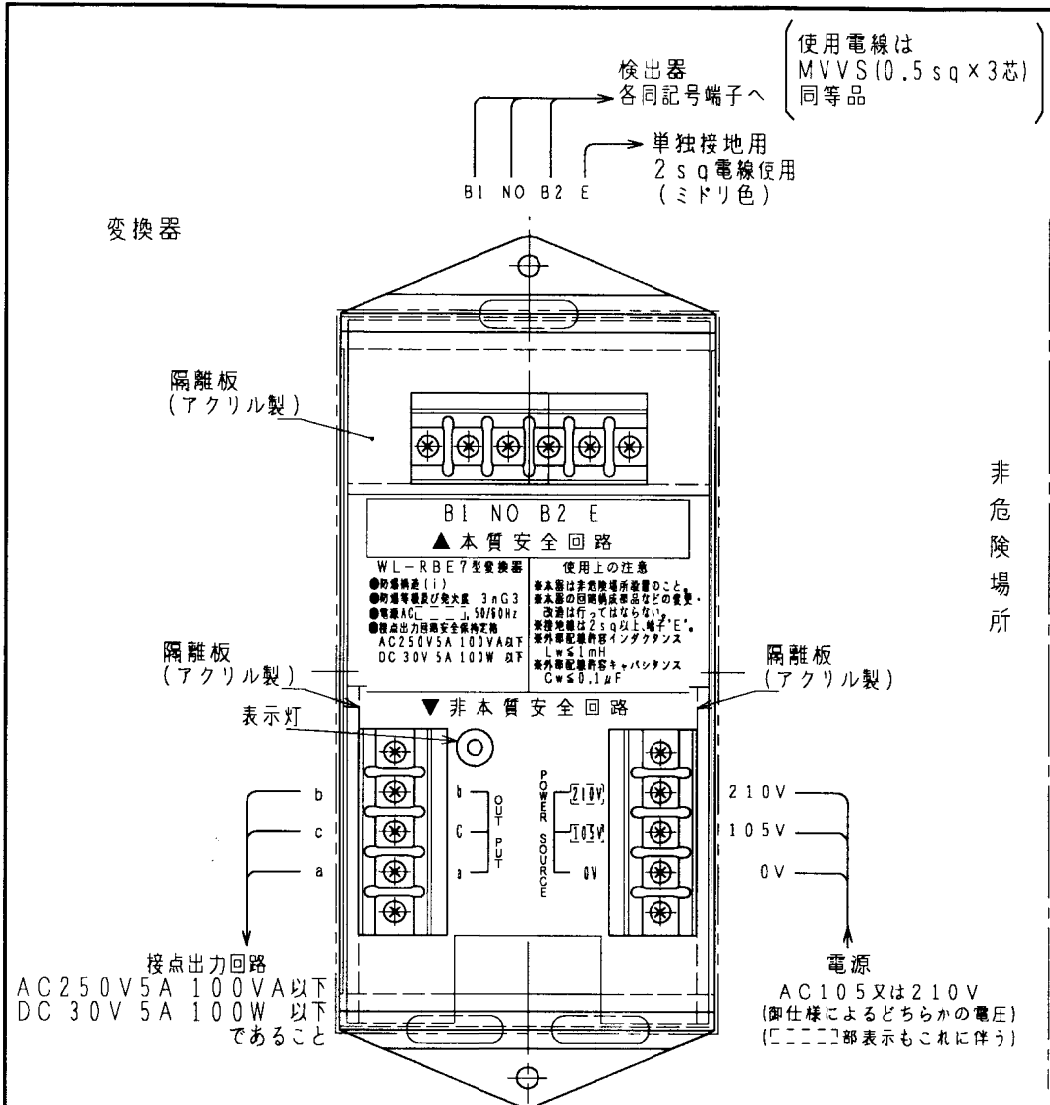 使用電線は
MVVS(0.5sq×3芯)
同等品
検出器
各同記号端子へ
単独接地用
2sq電線使用
(ミドリ色)
B1 NO B2 E
変換器
隔離板
(アクリル製)
非危険場所
B1 NO B2 E
▲本質安全回路
WL-RBE7型変換器
●防爆構造(i)
●防爆等級及び発火度 3nG3
●電源AC 50/60Hz
●接点出力回路安全保持定格
AC250V5A 100VA以下
DC 30V 5A 100W 以下
使用上の注意
※本器は非危険場所設置のこと。
※本器の回路構成部品などの変更・
改造は行ってはならない。
※接地線は2sq以上、端子"E"。
※外部配線許容インダクタンス
Lw≦1mH
※外部配線許容キャパシタンス
Cw≦0.1μF
隔離板
(アクリル製)
隔離板
(アクリル製)
▼非本質安全回路
表示灯
b
c
a
b
C
a
OUT PUT
POWER SOURCE
210V
105V
0V
210V
105V
0V
接点出力回路
AC250V5A 100VA以下
DC 30V 5A 100W 以下
であること
電源
AC105又は210V
(御仕様によるどちらかの電圧)
(部表示もこれに伴う)